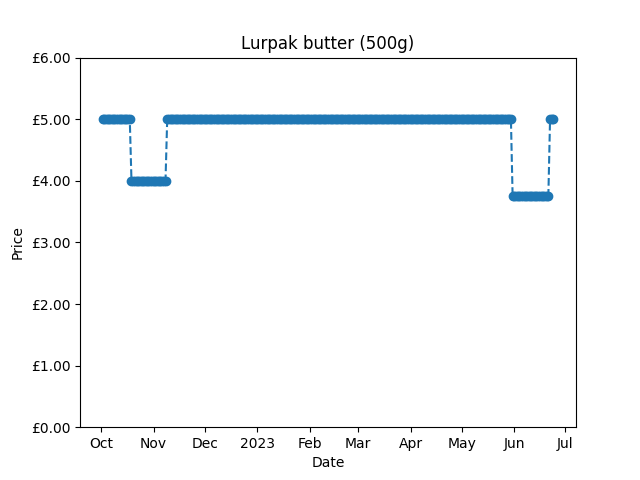 Lurpak butter (500g)
£6.00
£5.00
£4.00
£3.00
£2.00
£1.00
£0.00
Price
Oct Nov Dec 2023 Feb Mar Apr May Jun Jul
Date